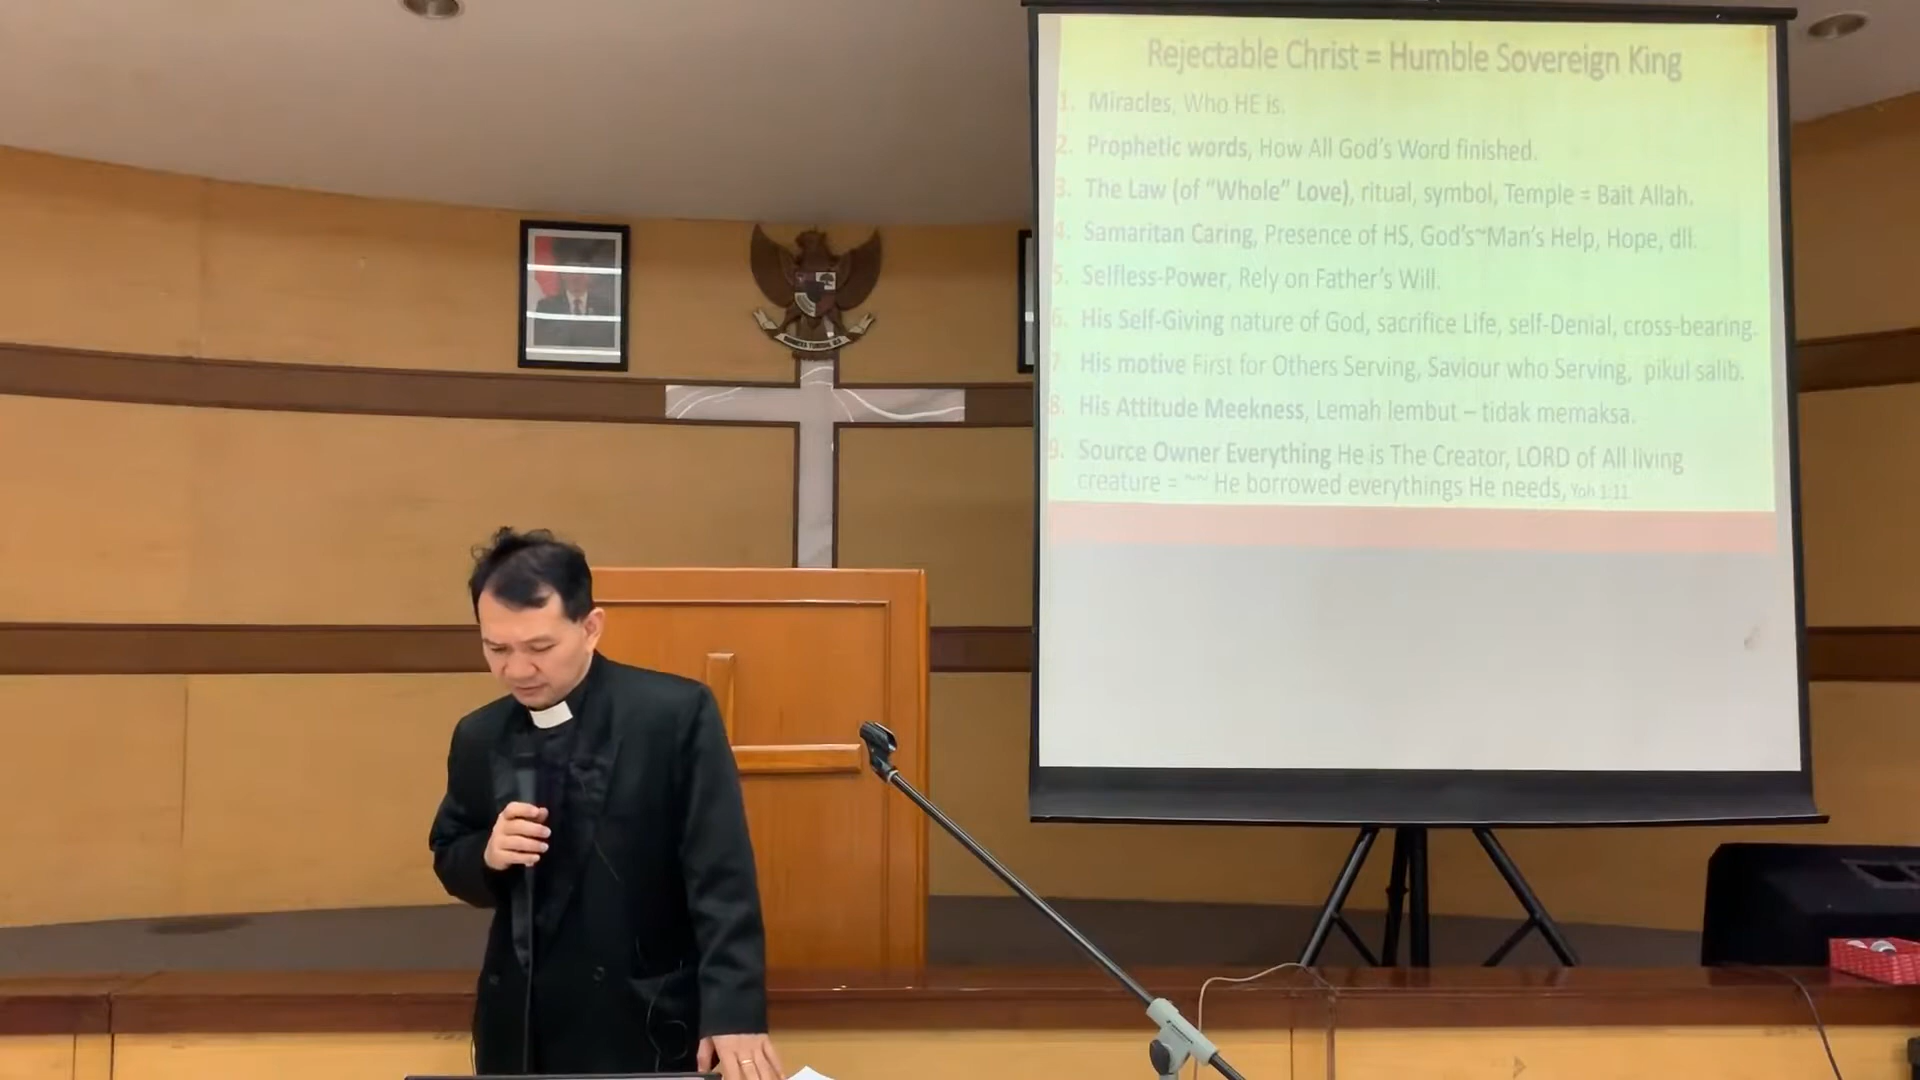 Rejectable Christ = Humble Sovereign King
1. Miracles, Who HE is.
2. Prophetic words, How All God's Word finished.
3. The Law (of "Whole" Love), ritual, symbol, Temple = Bait Allah.
4. Samaritan Caring, Presence of HS, God's~Man's Help, Hope, dll.
5. Selfless-Power, Rely on Father's Will.
6. His Self-Giving nature of God, sacrifice Life, self-Denial, cross-bearing.
7. His motive First for Others Serving, Saviour who Serving, pikul salib.
8. His Attitude Meekness, Lemah lembut – tidak memaksa.
9. Source Owner Everything He is The Creator, LORD of All living
creature = ~~ He borrowed everythings He needs, Yoh 1:11